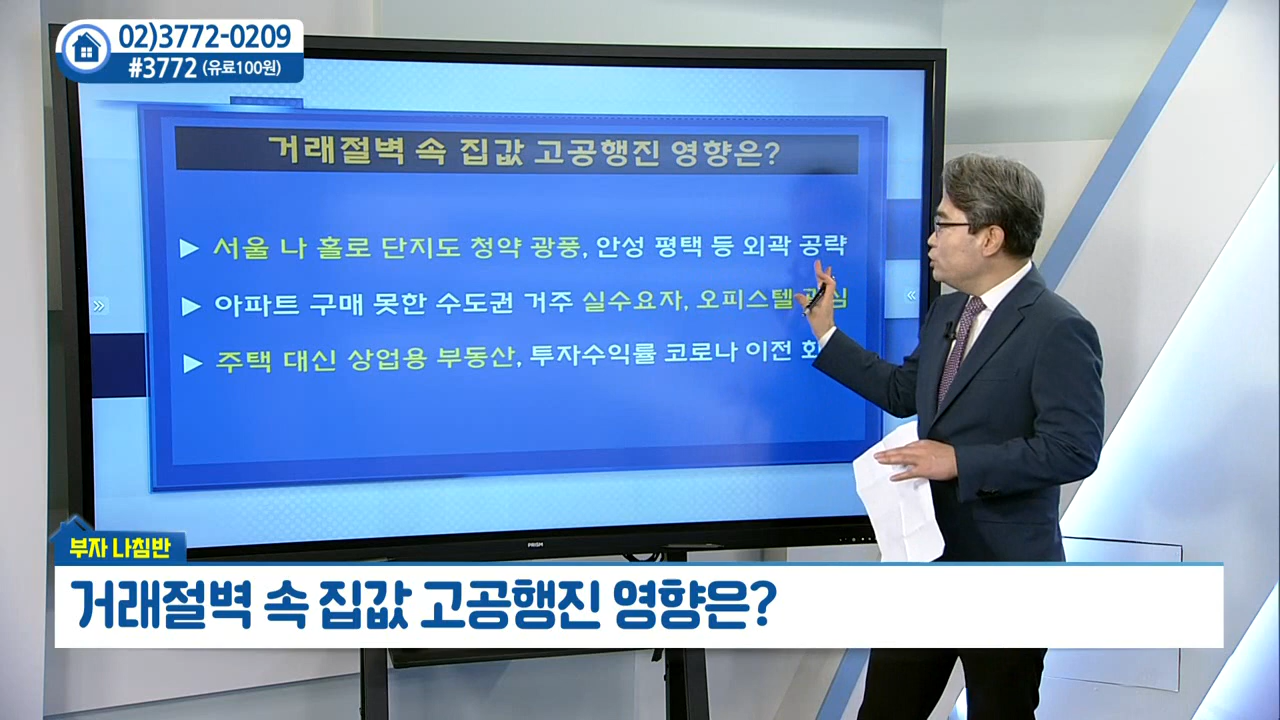 02)3772-0209
#3772 (유료100원)
거래절벽 속 집값 고공행진 영향은?
▶ 서울 나 홀로 단지도 청약 광풍, 안성 평택 등 외곽 공략
▶ 아파트 구매 못한 수도권 거주 실수요자, 오피스텔
▶ 주택 대신 상업용 부동산, 투자수익률 코로나 이전
PRISM
부자 나침반
거래절벽 속 집값 고공행진 영향은?